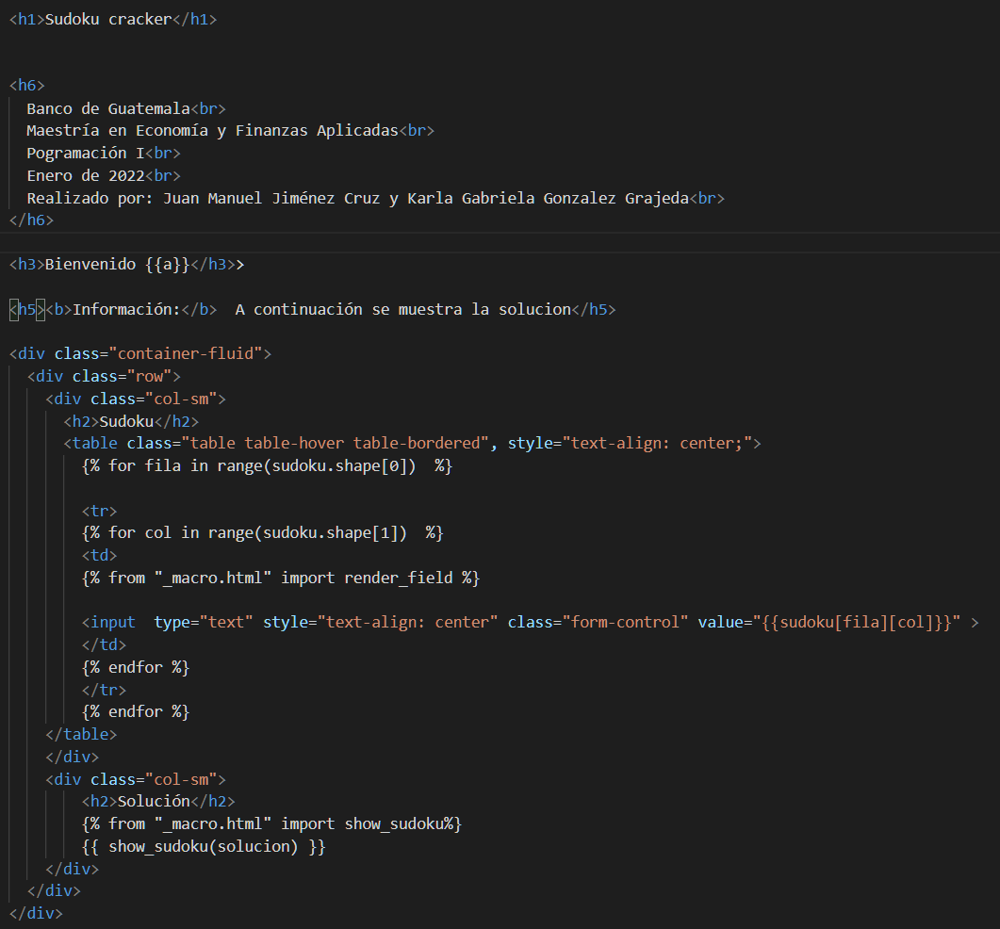 <h1>Sudoku cracker</h1>
<h6>
Banco de Guatemala<br>
Maestría en Economía y Finanzas Aplicadas<br>
Pogramación I<br>
Enero de 2022<br>
Realizado por: Juan Manuel Jiménez Cruz y Karla Gabriela Gonzalez Grajeda<br>
</h6>
<h3>Bienvenido {{a}}</h3>>
<h5><b>Información:</b>  A continuación se muestra la solucion</h5>
<div class="container-fluid">
<div class="row">
<div class="col-sm">
<h2>Sudoku</h2>
<table class="table table-hover table-bordered", style="text-align: center;">
{% for fila in range(sudoku.shape[0])  %}
<tr>
{% for col in range(sudoku.shape[1])  %}
<td>
{% from "_macro.html" import render_field %}
<input  type="text" style="text-align: center" class="form-control" value="{{sudoku[fila][col]}}" >
</td>
{% endfor %}
</tr>
{% endfor %}
</table>
</div>
<div class="col-sm">
<h2>Solución</h2>
{% from "_macro.html" import show_sudoku%}
{{ show_sudoku(solucion) }}
</div>
</div>
</div>